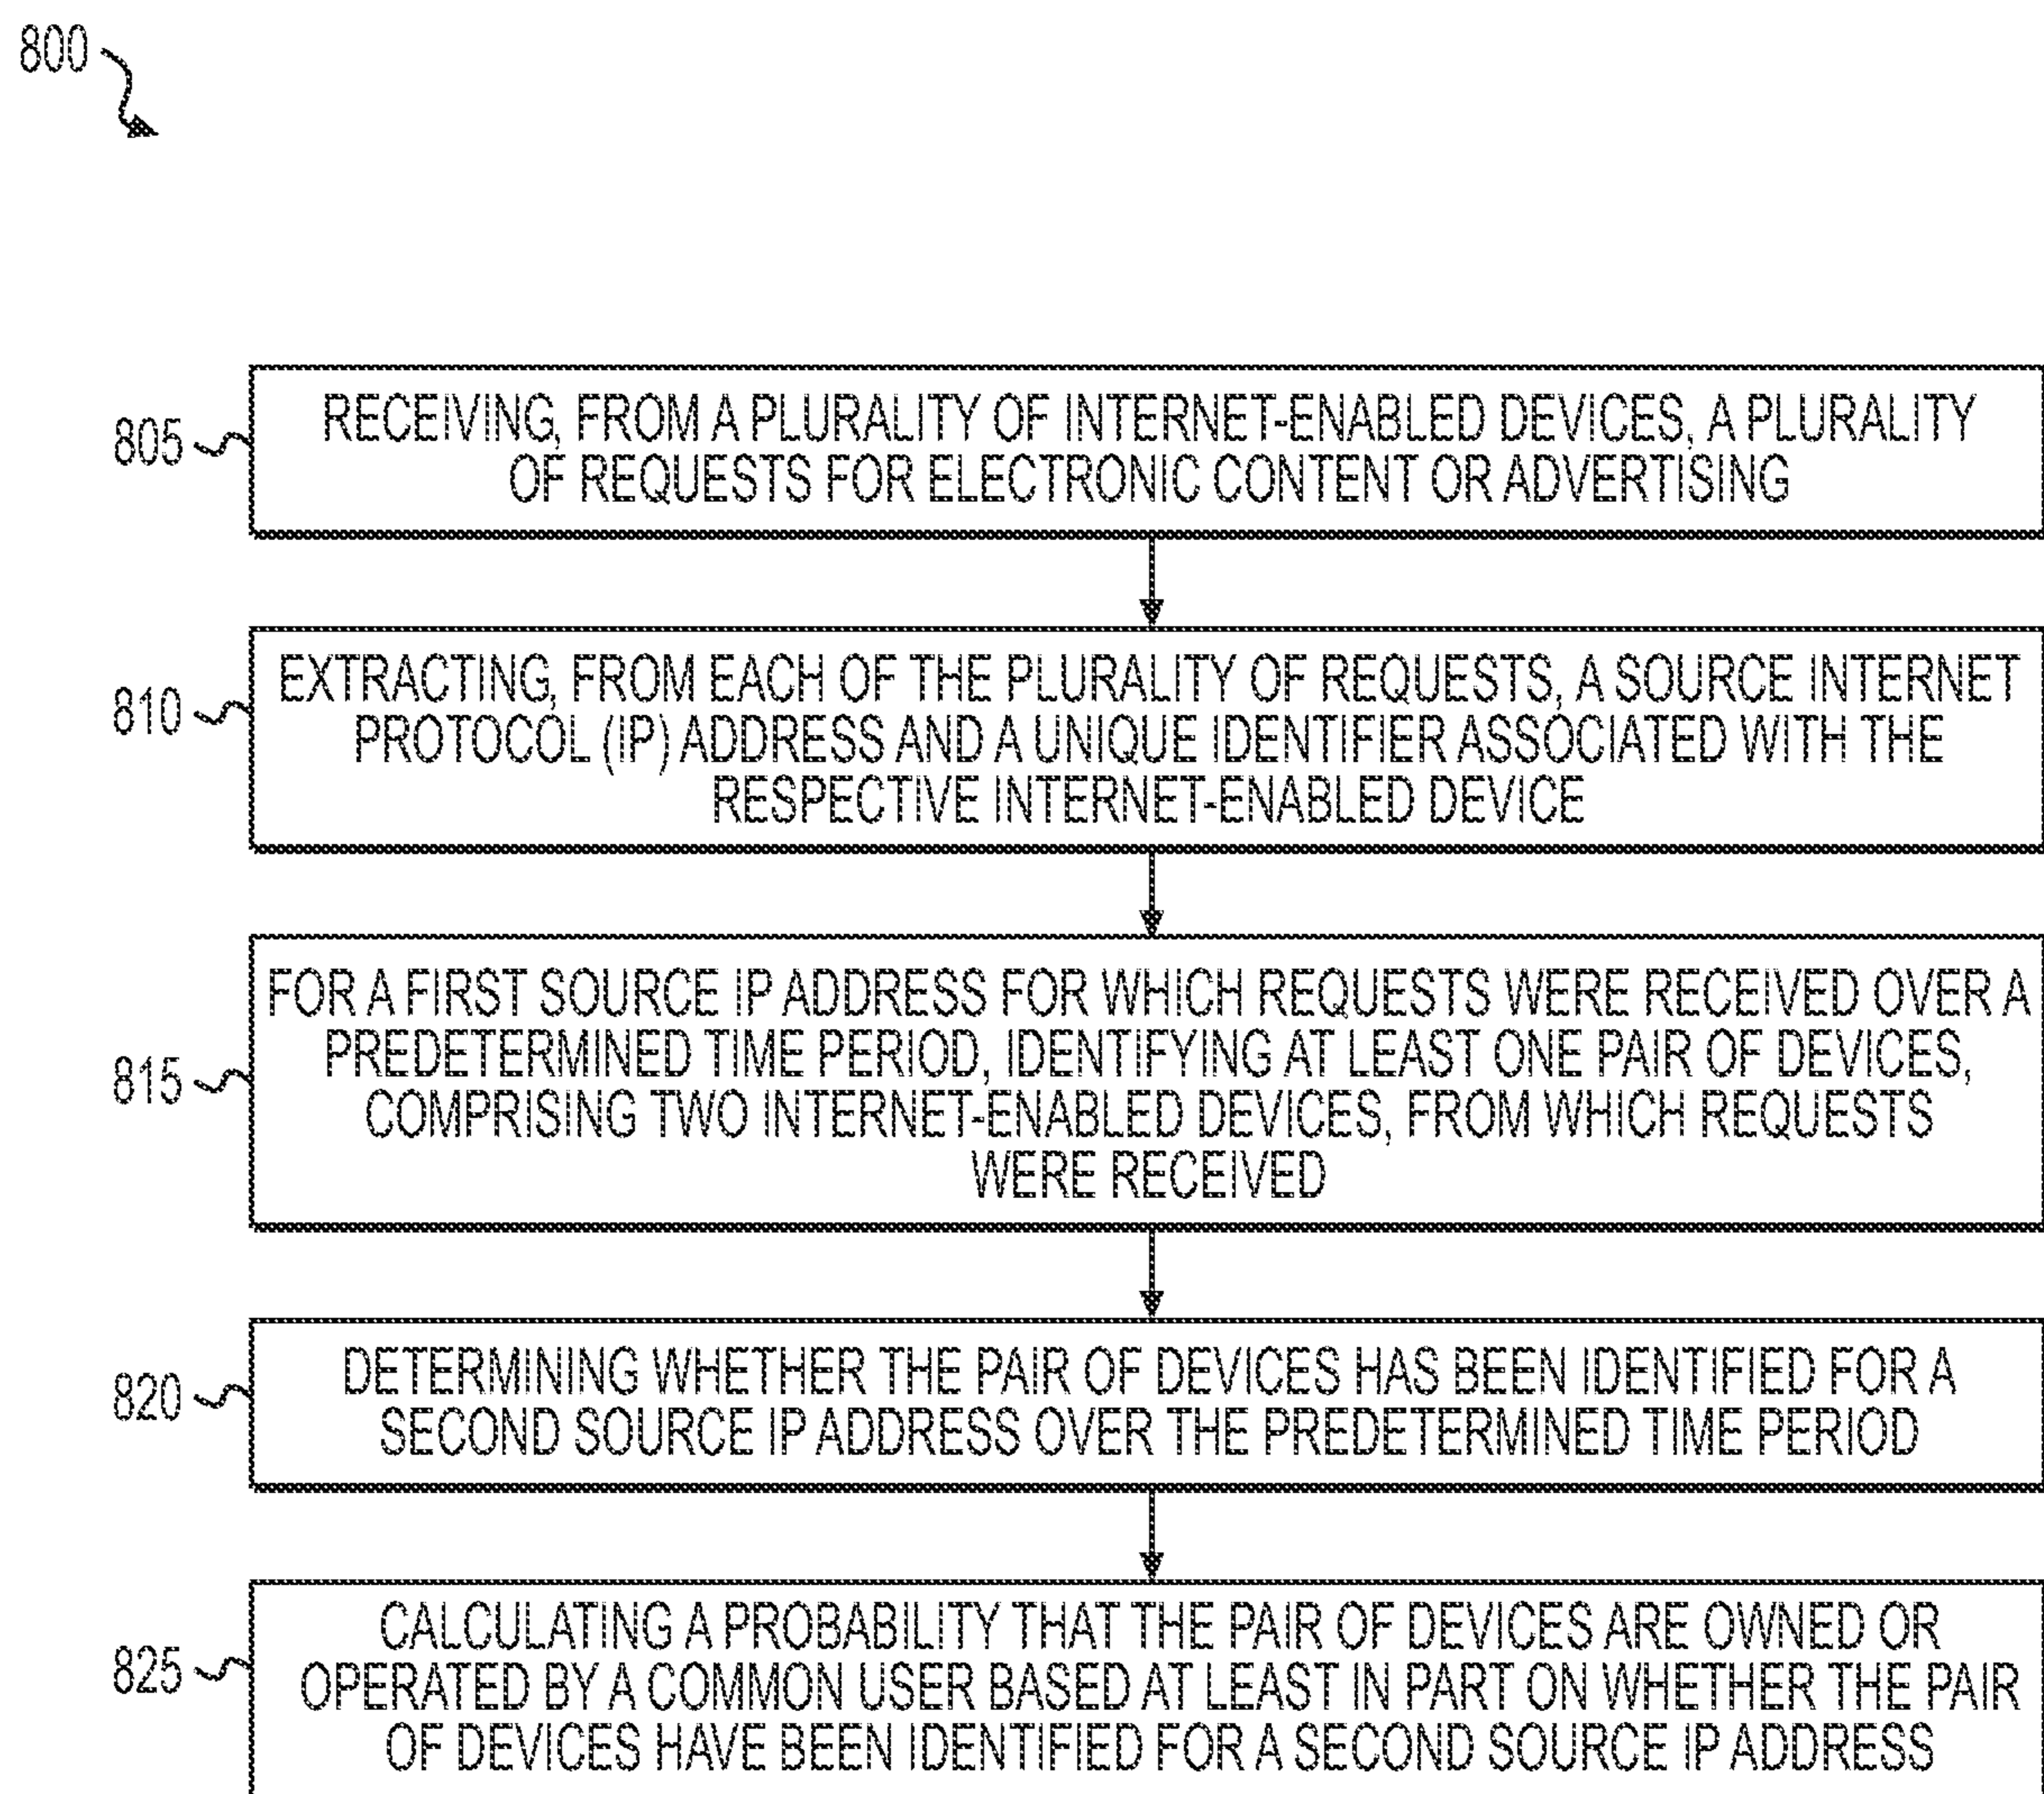 800
805
RECEIVING, FROM A PLURALITY OF INTERNET-ENABLED DEVICES, A PLURALITY
OF REQUESTS FOR ELECTRONIC CONTENT OR ADVERTISING
810
EXTRACTING, FROM EACH OF THE PLURALITY OF REQUESTS, A SOURCE INTERNET
PROTOCOL (IP) ADDRESS AND A UNIQUE IDENTIFIER ASSOCIATED WITH THE
RESPECTIVE INTERNET-ENABLED DEVICE
815
FOR A FIRST SOURCE IP ADDRESS FOR WHICH REQUESTS WERE RECEIVED OVER A
PREDETERMINED TIME PERIOD, IDENTIFYING AT LEAST ONE PAIR OF DEVICES,
COMPRISING TWO INTERNET-ENABLED DEVICES, FROM WHICH REQUESTS
WERE RECEIVED
820
DETERMINING WHETHER THE PAIR OF DEVICES HAS BEEN IDENTIFIED FOR A
SECOND SOURCE IP ADDRESS OVER THE PREDETERMINED TIME PERIOD
825
CALCULATING A PROBABILITY THAT THE PAIR OF DEVICES ARE OWNED OR
OPERATED BY A COMMON USER BASED AT LEAST IN PART ON WHETHER THE PAIR
OF DEVICES HAVE BEEN IDENTIFIED FOR A SECOND SOURCE IP ADDRESS